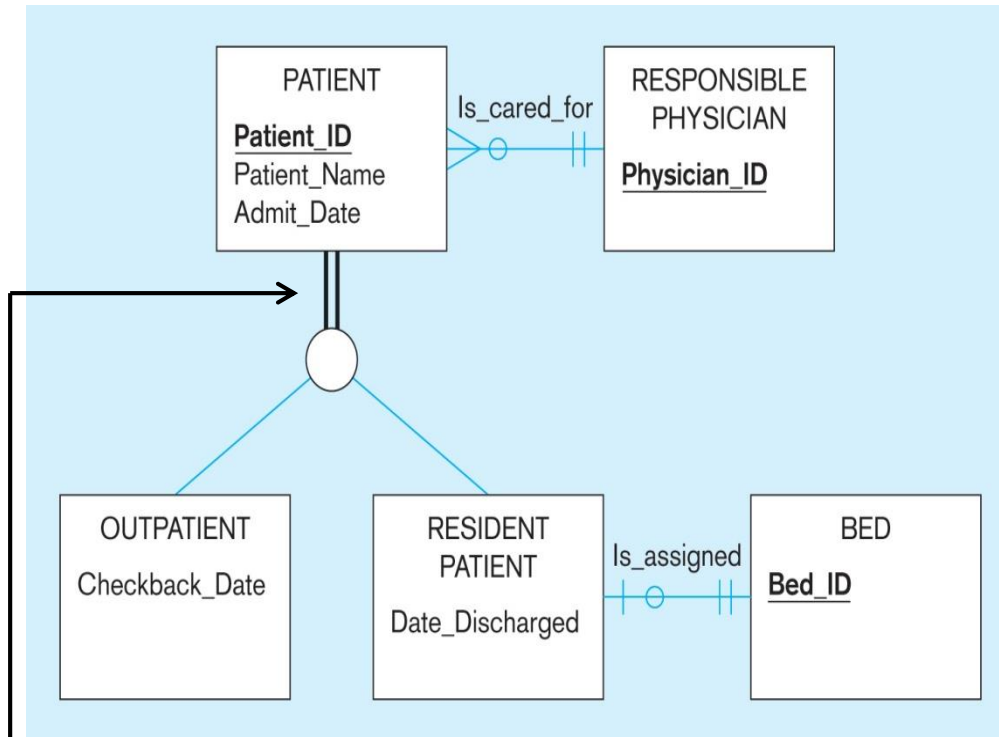 PATIENT
Patient_ID
Patient_Name
Admit_Date
Is_cared_for
RESPONSIBLE
PHYSICIAN
Physician_ID
OUTPATIENT
Checkback_Date
RESIDENT
PATIENT
Date_Discharged
Is_assigned
BED
Bed_ID